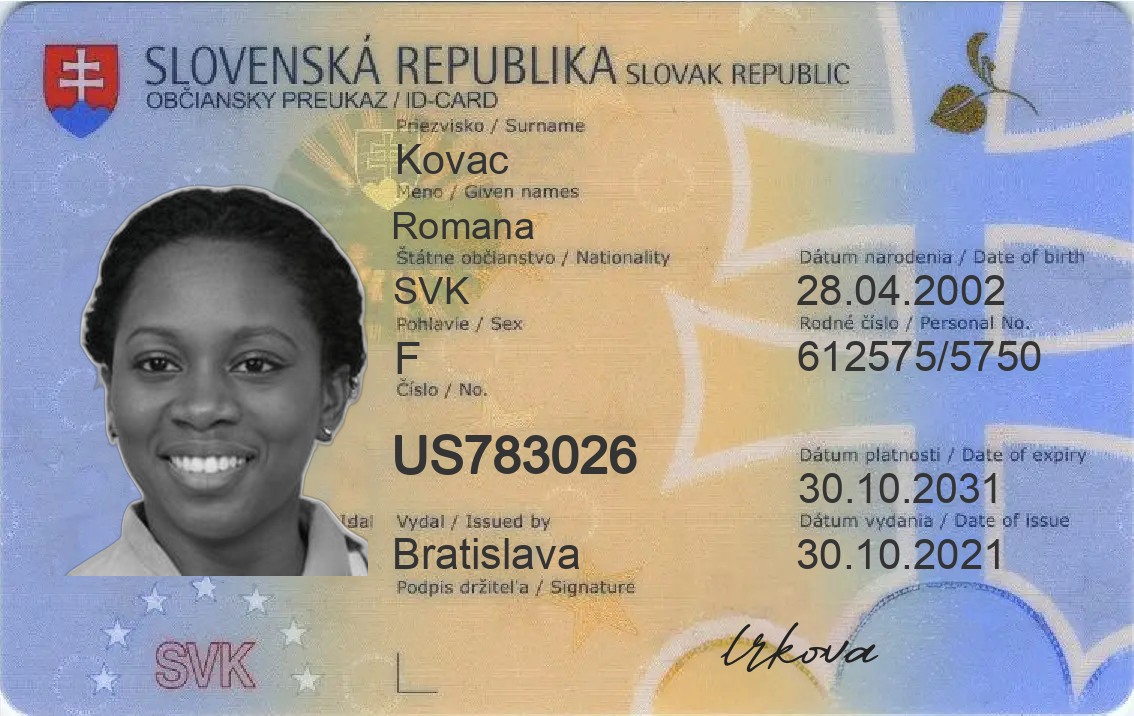 SLOVENSKÁ REPUBLIKA SLOVAK REPUBLIC
OBČIANSKY PREUKAZ / ID-CARD
Priezvisko / Surname
Kovac
Meno / Given names
Romana
Štátne občianstvo / Nationality
SVK
Dátum narodenia / Date of birth
28.04.2002
Pohlavie / Sex
F
Rodné číslo / Personal No.
612575/5750
Číslo / No.
US783026
Dátum platnosti / Date of expiry
30.10.2031
Vydal / Issued by
Bratislava
Dátum vydania / Date of issue
30.10.2021
Podpis držiteľa / Signature
SVK